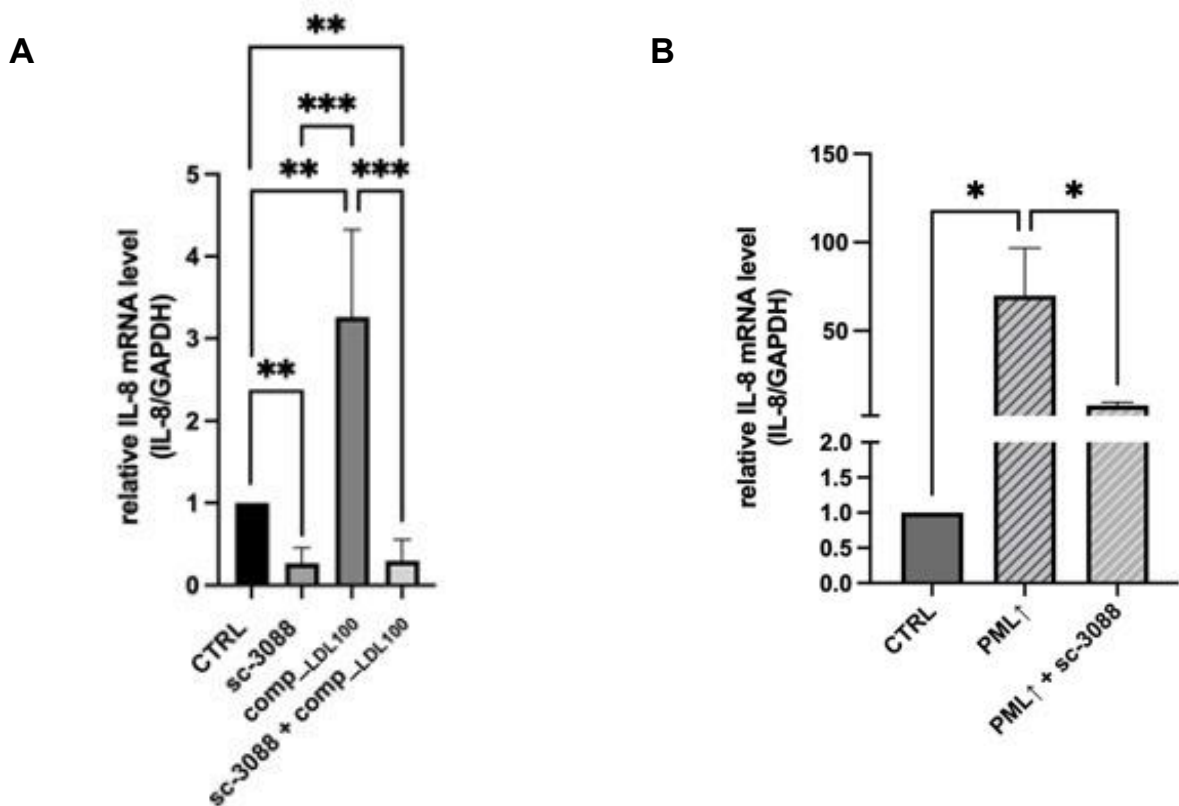 A
**
***
** ***
**
relative IL-8 mRNA level
(IL-8/GAPDH)
5
4
3
2
1
0
CTRL
sc-3088
comp_LDL100
sc-3088 + comp_LDL100
B
* *
relative IL-8 mRNA level
(IL-8/GAPDH)
150
100
50
2.0
1.5
1.0
0.5
0.0
CTRL
PML↑
PML↑ + sc-3088